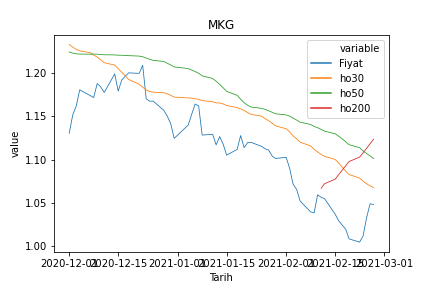 MKG
variable
Fiyat
ho30
ho50
ho200
value
1.20
1.15
1.10
1.05
1.00
2020-12-01
2020-12-15
2021-01-01
2021-01-15
2021-02-01
2021-02-15
2021-03-01
Tarih